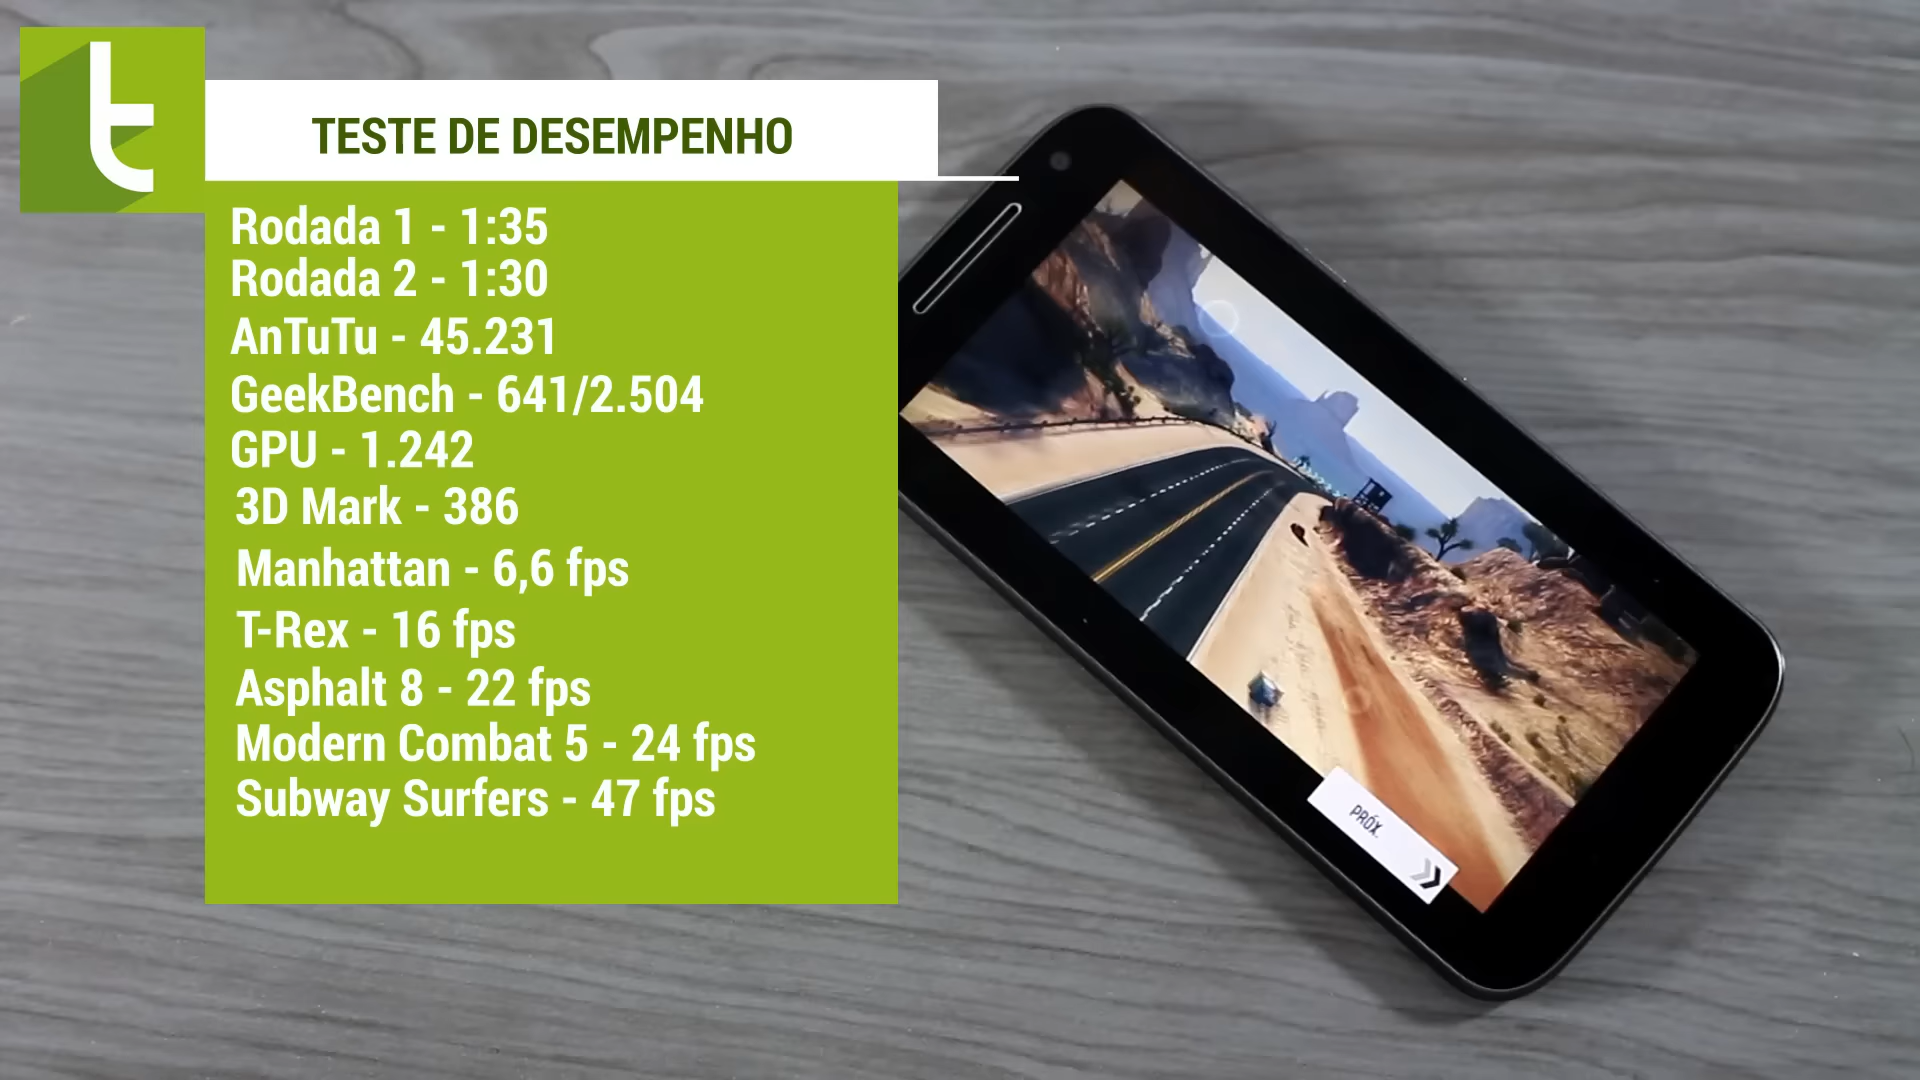 t
TESTE DE DESEMPENHO
Rodada 1 - 1:35
Rodada 2 - 1:30
AnTuTu - 45.231
GeekBench - 641/2.504
GPU - 1.242
3D Mark - 386
Manhattan - 6,6 fps
T-Rex - 16 fps
Asphalt 8 - 22 fps
Modern Combat 5 - 24 fps
Subway Surfers - 47 fps
PRÓX.